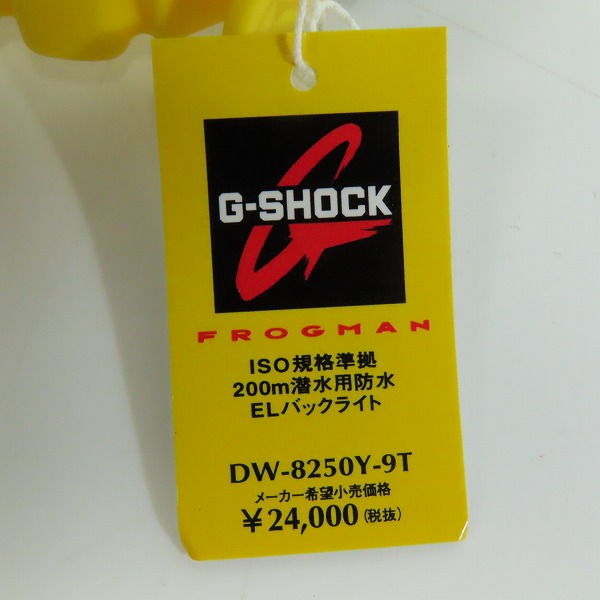 G-SHOCK
FROGMAN
ISO規格準拠
200m潜水用防水
ELバックライト
DW-8250Y-9T
メーカー希望小売価格
¥24,000(税抜)